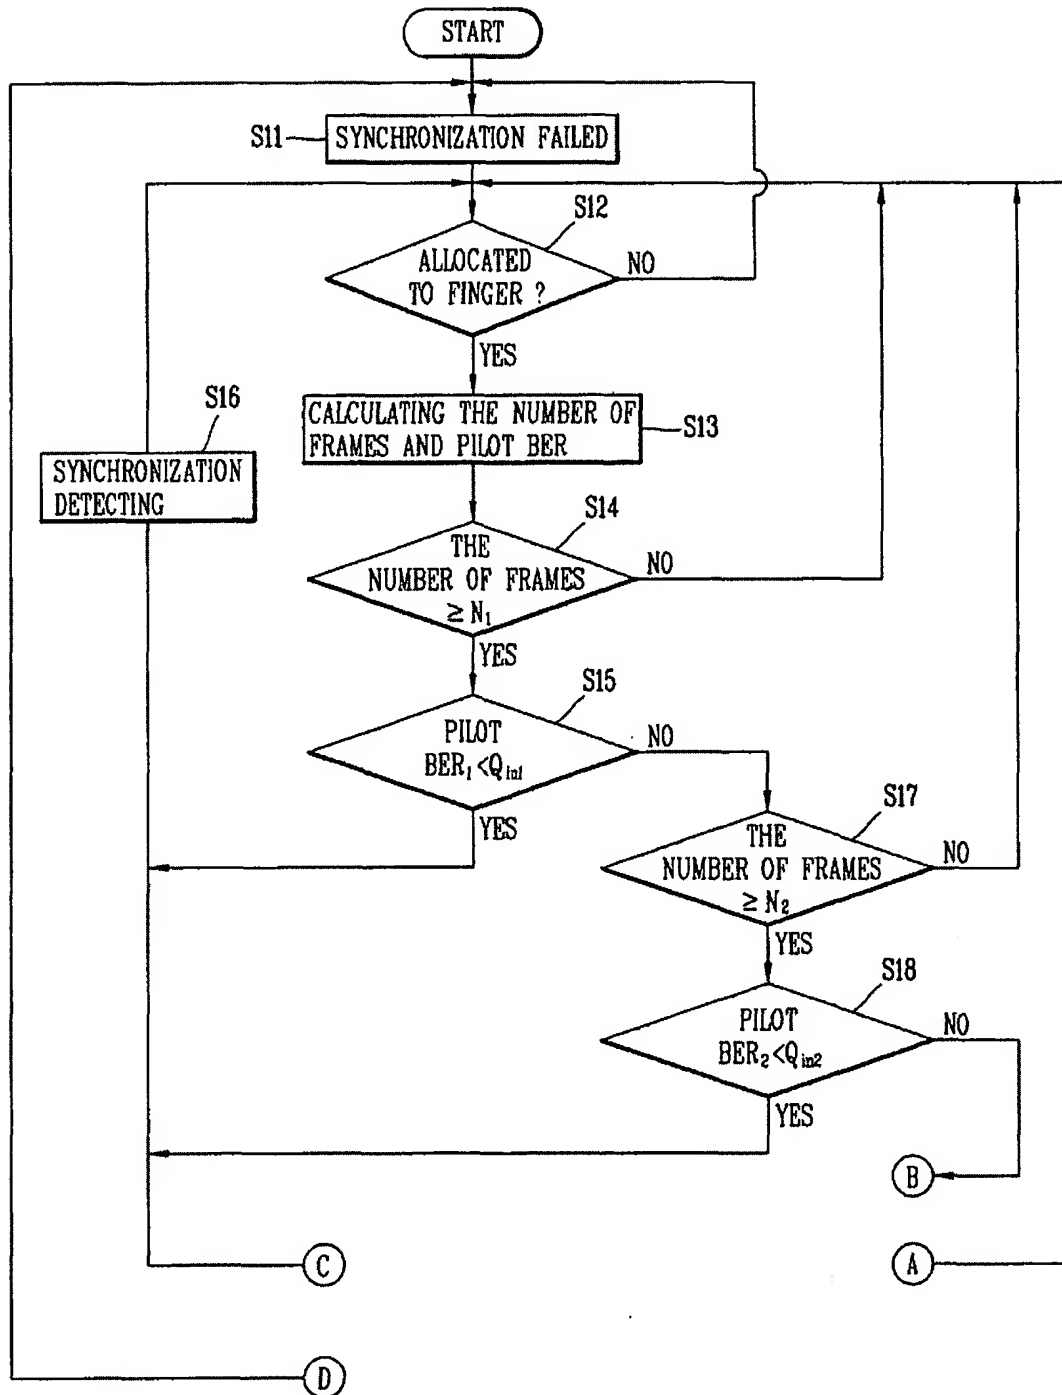 START
S11
SYNCHRONIZATION FAILED
S12
ALLOCATED
TO FINGER ?
NO
YES
S16
SYNCHRONIZATION
DETECTING
CALCULATING THE NUMBER OF
FRAMES AND PILOT BER
S13
S14
THE
NUMBER OF FRAMES
≥ N₁
NO
YES
S15
PILOT
BER₁<Qin1
NO
YES
S17
THE
NUMBER OF FRAMES
≥ N₂
NO
YES
S18
PILOT
BER₂<Qin2
NO
YES
B
C
A
D